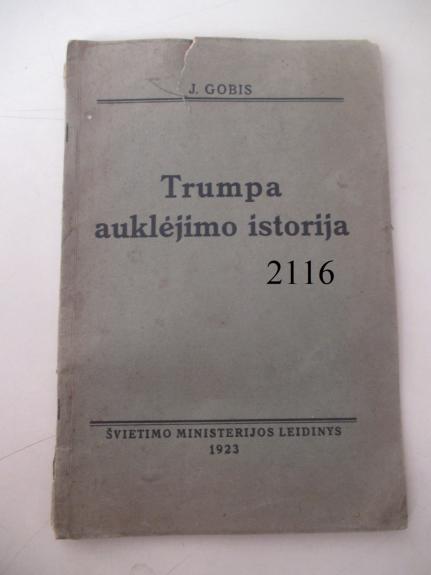 J. GOBIS
Trumpa
auklėjimo istorija
2116
ŠVIETIMO MINISTERIJOS LEIDINYS
1923